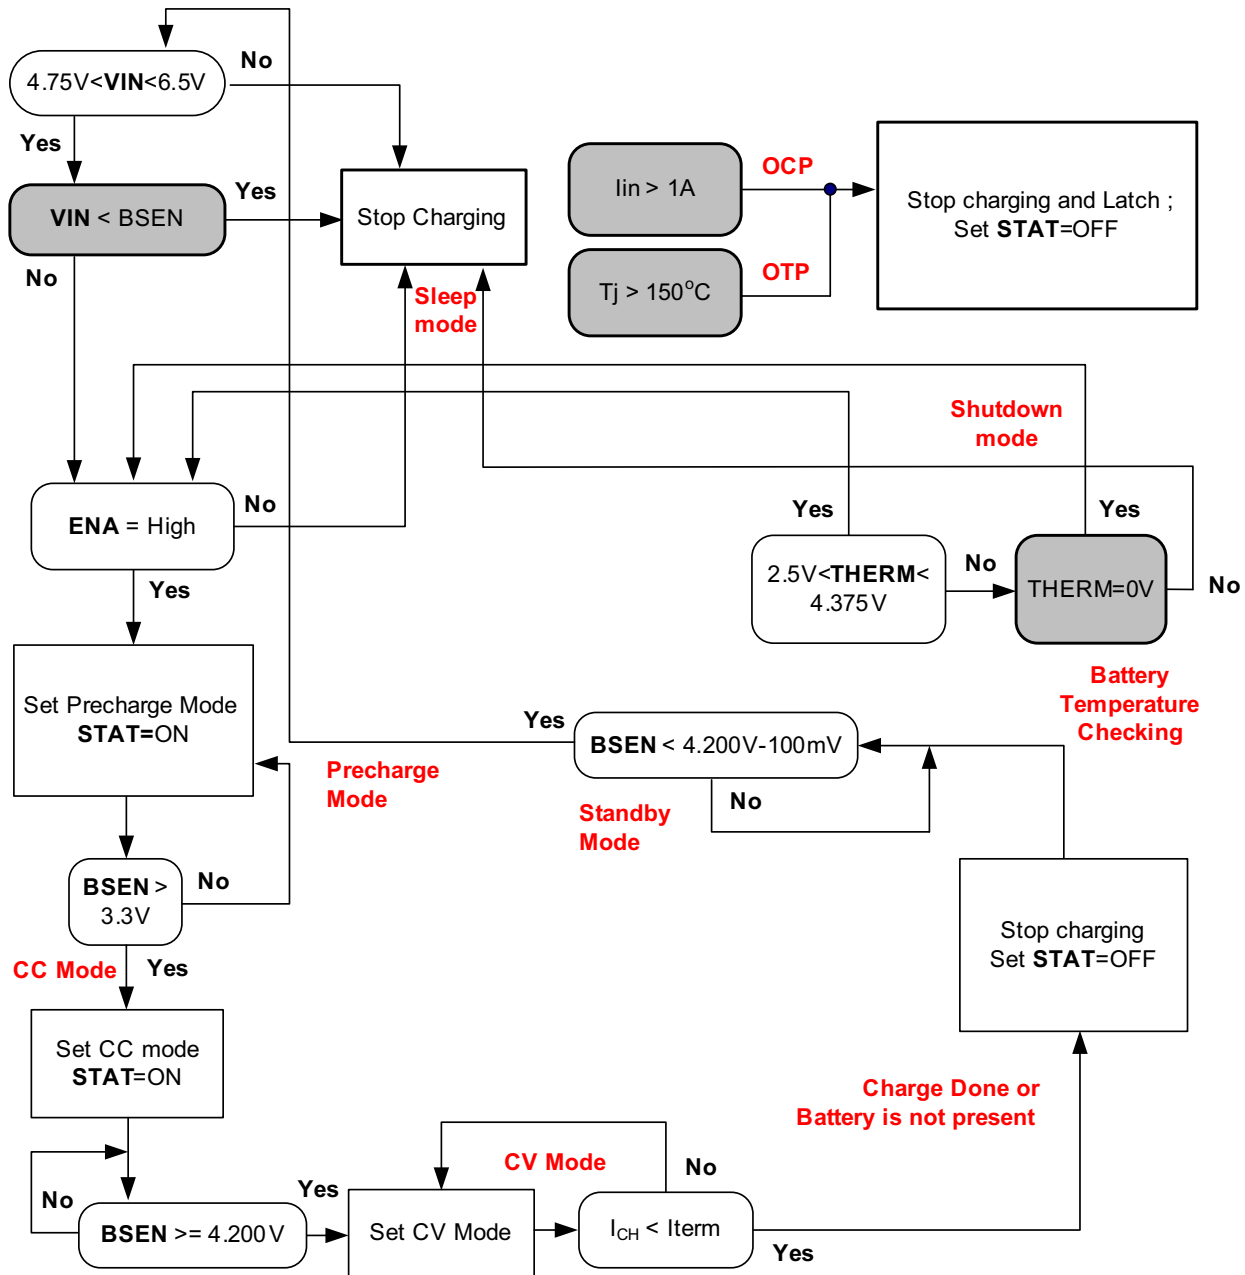 No
4.75V<VIN<6.5V
Yes
VIN < BSEN
Yes
No
Stop Charging
Sleep
mode
Iin > 1A
OCP
Tj > 150°C
OTP
Stop charging and Latch ;
Set STAT=OFF
Shutdown
mode
ENA = High
No
Yes
Yes
Yes
2.5V<THERM<
4.375V
No
THERM=0V
No
Battery
Temperature
Checking
Set Precharge Mode
STAT=ON
Precharge
Mode
Yes
BSEN < 4.200V-100mV
No
Standby
Mode
BSEN >
3.3V
No
CC Mode
Yes
Stop charging
Set STAT=OFF
Set CC mode
STAT=ON
Charge Done or
Battery is not present
No
BSEN >= 4.200V
Yes
CV Mode
No
Set CV Mode
ICH < Iterm
Yes